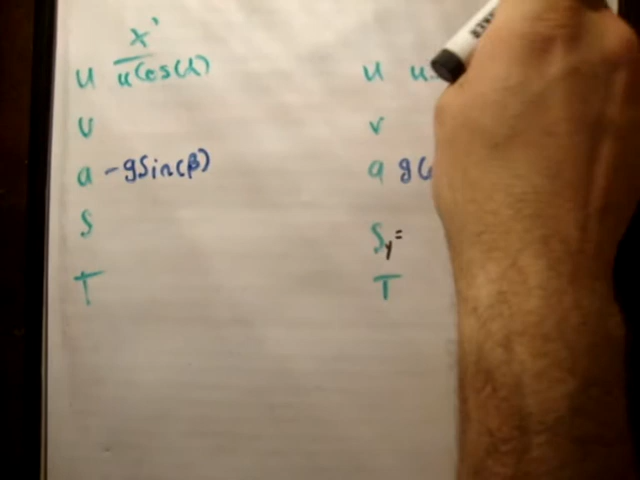 x'
u uCos(α) u u
v v
a -gSin(β) a g(
S Sy=
T T